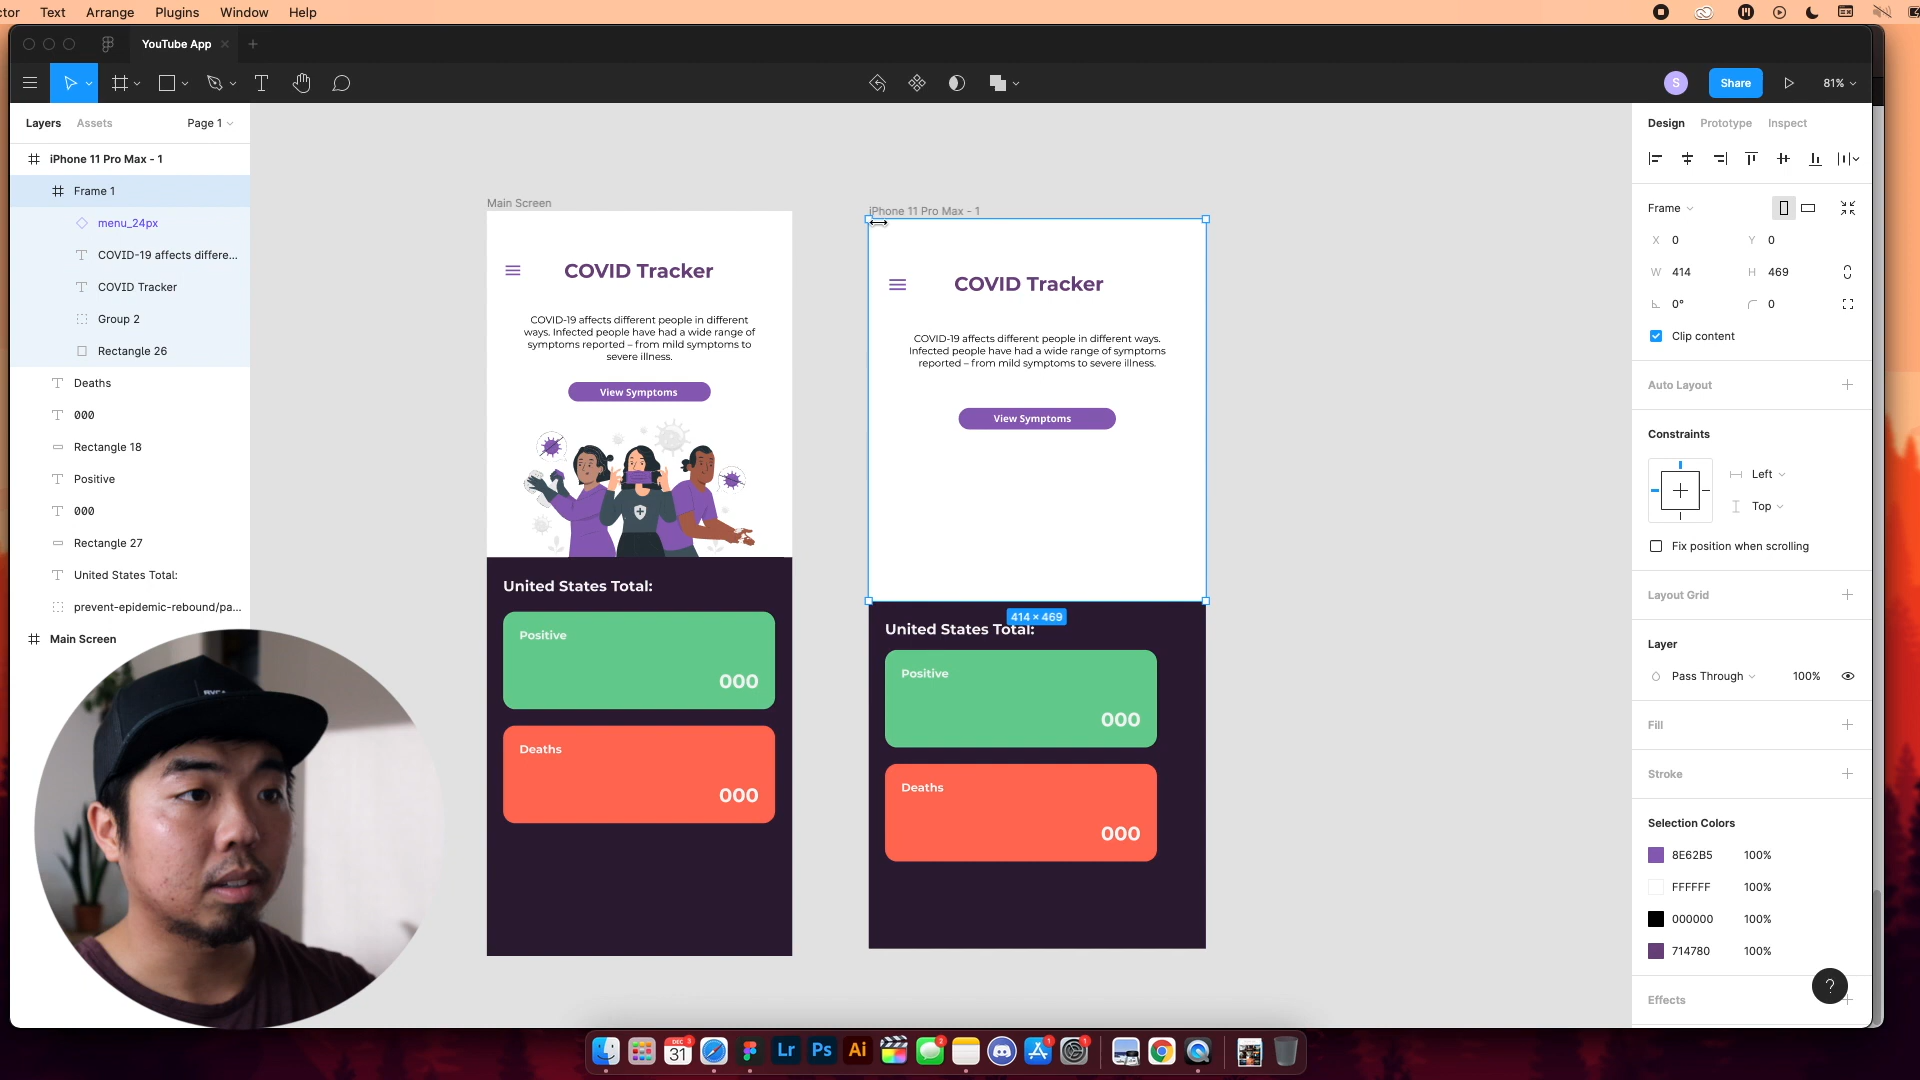 ctor Text Arrange Plugins Window Help
YouTube App
S
Share
81%
Layers
Assets
Page 1
iPhone 11 Pro Max - 1
Frame 1
menu_24px
COVID-19 affects differe...
COVID Tracker
Group 2
Rectangle 26
Deaths
000
Rectangle 18
Positive
000
Rectangle 27
United States Total:
prevent-epidemic-rebound/pa...
Main Screen
Main Screen
COVID Tracker
COVID-19 affects different people in different
ways. Infected people have had a wide range of
symptoms reported – from mild symptoms to
severe illness.
View Symptoms
United States Total:
Positive
000
Deaths
000
iPhone 11 Pro Max - 1
COVID Tracker
COVID-19 affects different people in different ways.
Infected people have had a wide range of symptoms
reported – from mild symptoms to severe illness.
View Symptoms
414 × 469
United States Total:
Positive
000
Deaths
000
Design
Prototype
Inspect
Frame
X 0
Y 0
W 414
H 469
0°
0
Clip content
Auto Layout
Constraints
Left
Top
Fix position when scrolling
Layout Grid
Layer
Pass Through
100%
Fill
Stroke
Selection Colors
8E62B5 100%
FFFFFF 100%
000000 100%
714780 100%
Effects
?
DEC
31
3
Lr
Ps
Ai
2
1
1